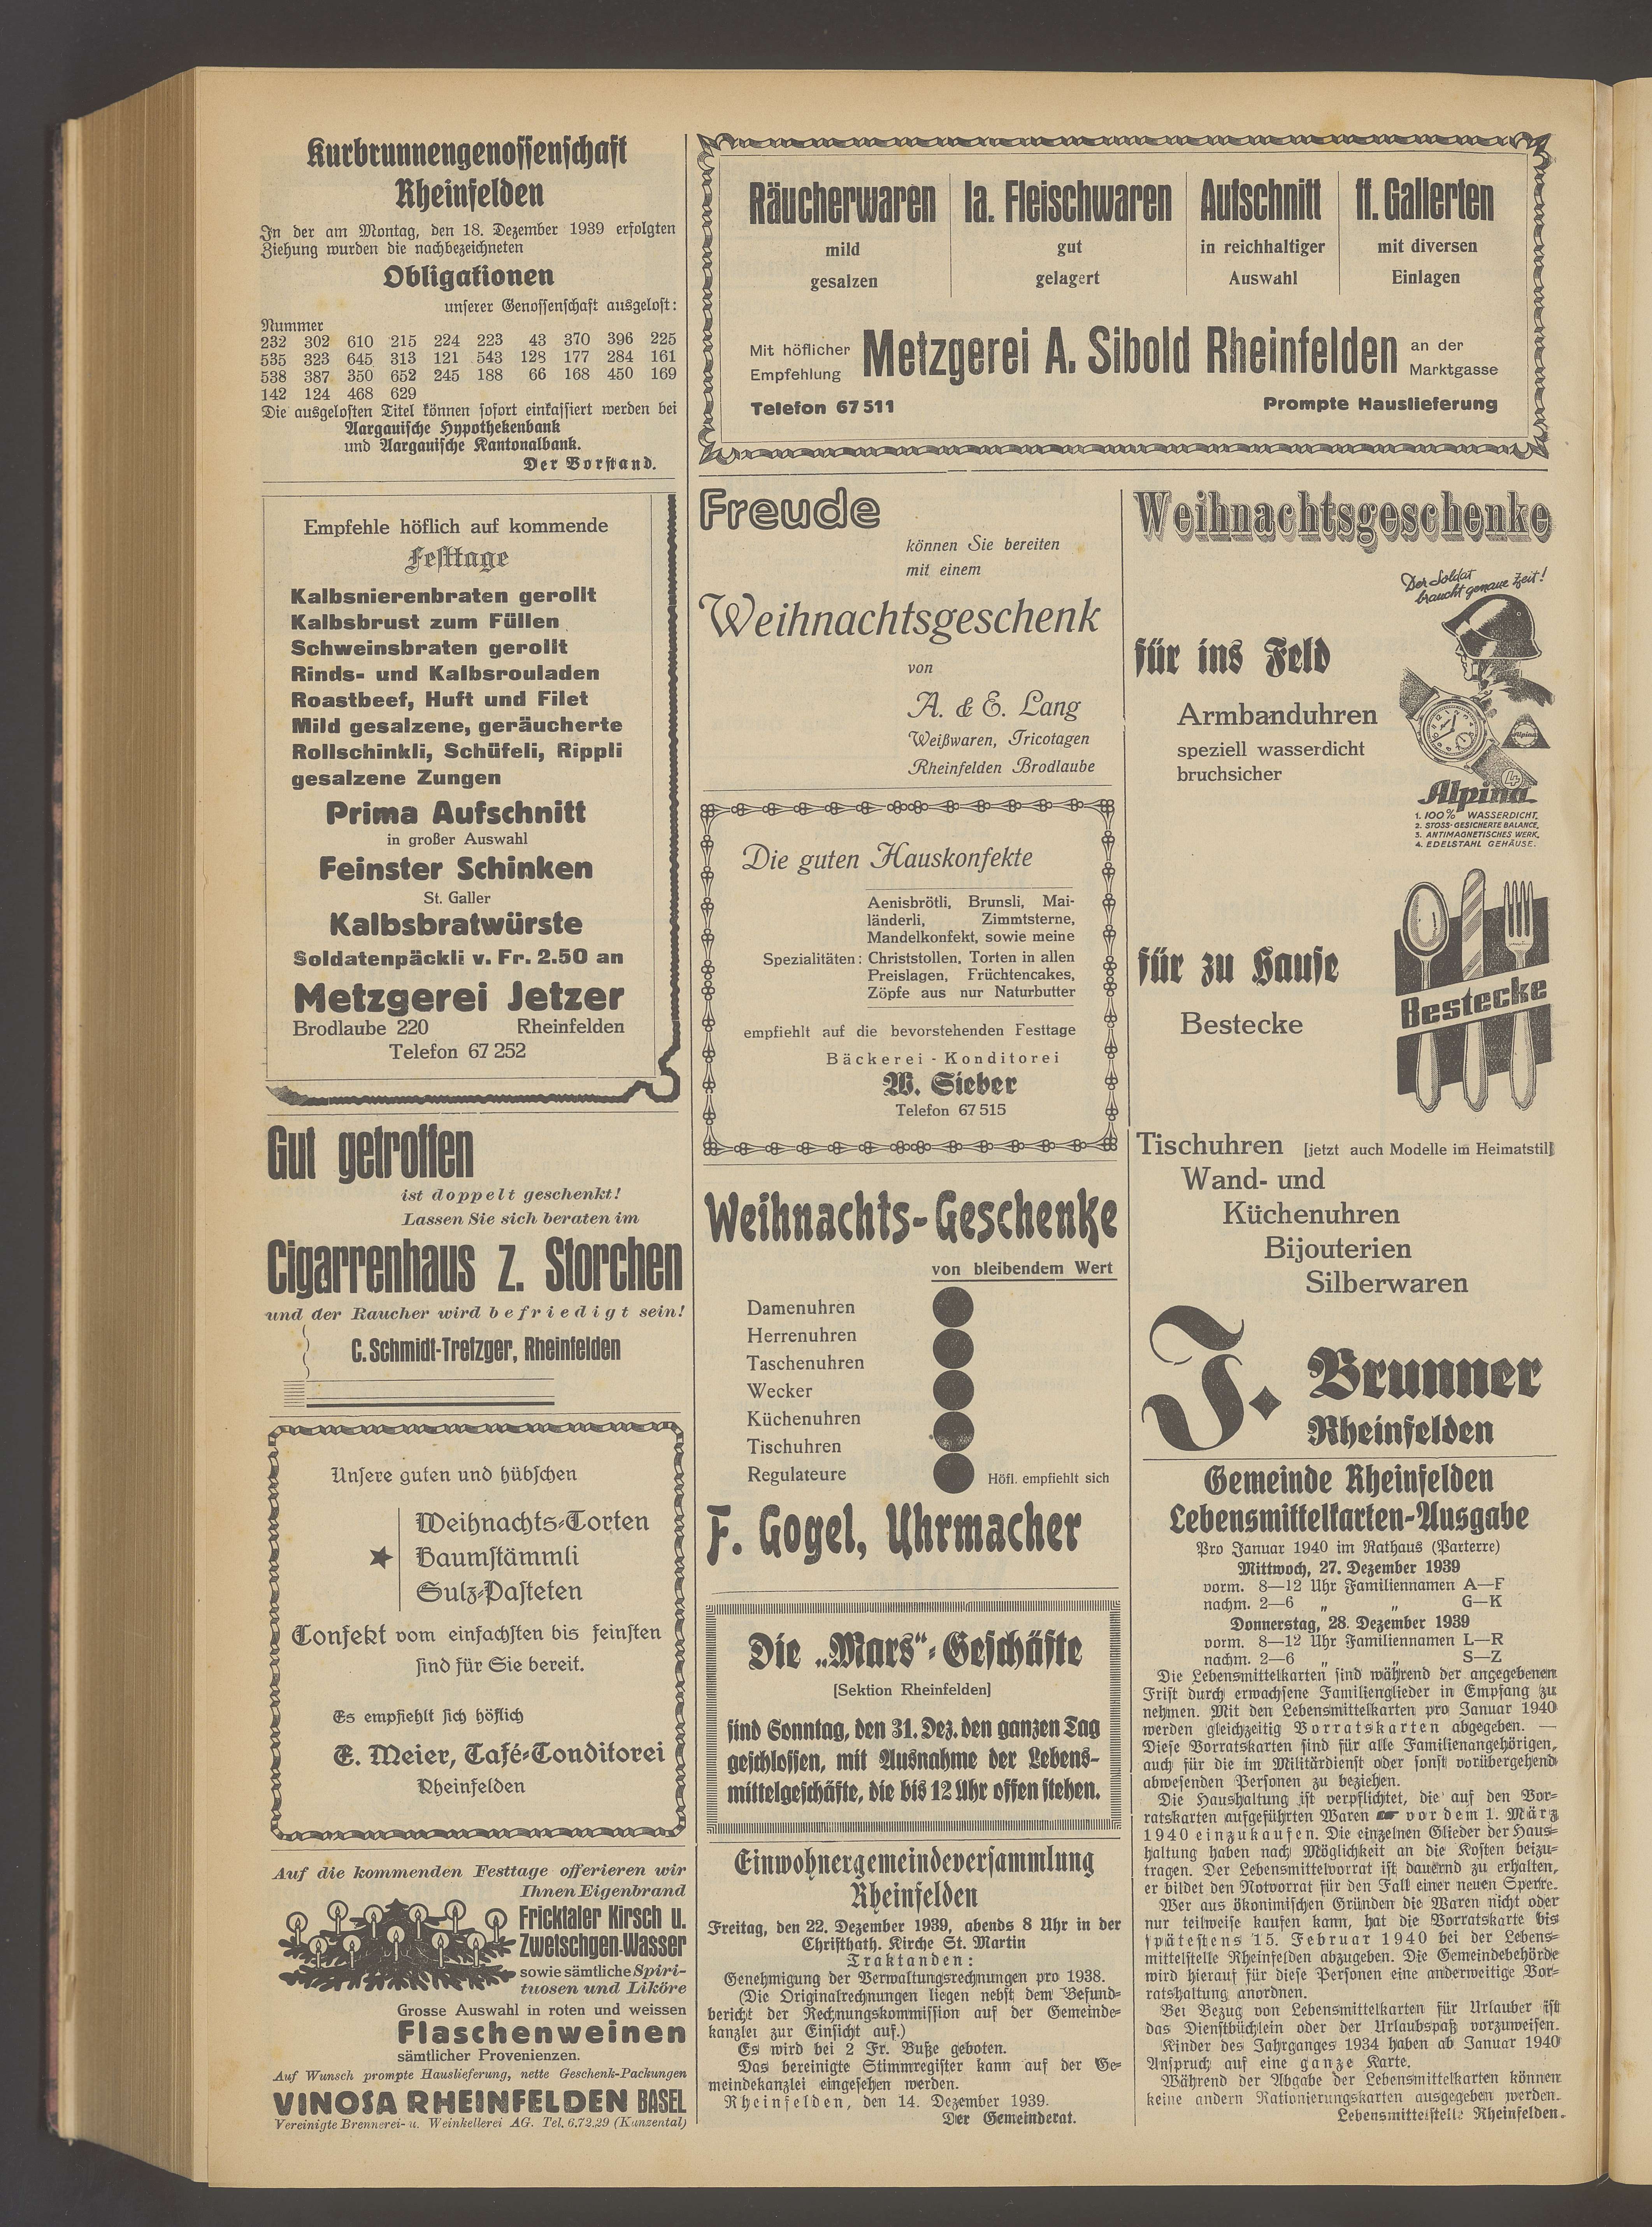 Kurbrunnengenossenschaft
Rheinfelden
In der am Montag, den 18. Dezember 1939 erfolgten
Ziehung wurden die nachbezeichneten
Obligationen
unserer Genossenschaft ausgelost:
Nummer
232 302 610 215 224 223 43 370 396 225
535 323 645 313 121 543 128 177 284 161
538 387 350 652 245 188 66 168 450 169
142 124 468 629
Die ausgelosten Titel können sofort einkassiert werden bei
Aargauische Hypothekenbank
und Aargauische Kantonalbank.
Der Vorstand.
Empfehle höflich auf kommende
Festtage
Kalbsnierenbraten gerollt
Kalbsbrust zum Füllen
Schweinsbraten gerollt
Rinds- und Kalbsrouladen
Roastbeef, Huft und Filet
Mild gesalzene, geräucherte
Rollschinkli, Schüfeli, Rippli
gesalzene Zungen
Prima Aufschnitt
in großer Auswahl
Feinster Schinken
St. Galler
Kalbsbratwürste
Soldatenpäckli v. Fr. 2.50 an
Metzgerei Jetzer
Brodlaube 220 Rheinfelden
Telefon 67 252
Gut getroffen
ist doppelt geschenkt!
Lassen Sie sich beraten im
Cigarrenhaus z. Storchen
und der Raucher wird befriedigt sein!
C. Schmidt-Tretzger, Rheinfelden
Unsere guten und hübschen
Weihnachts-Torten
Baumstämmli
Sulz-Pasteten
Confekt vom einfachsten bis feinsten
sind für Sie bereit.
Es empfiehlt sich höflich
E. Meier, Café-Conditorei
Rheinfelden
Auf die kommenden Festtage offerieren wir
Ihnen Eigenbrand
Fricktaler Kirsch u.
Zwetschgen-Wasser
sowie sämtliche Spiri-
tuosen und Liköre
Grosse Auswahl in roten und weissen
Flaschenweinen
sämtlicher Provenienzen.
Auf Wunsch prompte Hauslieferung, nette Geschenk-Packungen
VINOSA RHEINFELDEN BASEL
Vereinigte Brennerei- u. Weinkellerei AG. Tel. 6.72.29 (Kunzental)
Räucherwaren
mild
gesalzen
Ia. Fleischwaren
gut
gelagert
Aufschnitt
in reichhaltiger
Auswahl
ff. Gallerten
mit diversen
Einlagen
Mit höflicher
Empfehlung
Metzgerei A. Sibold Rheinfelden
an der
Marktgasse
Telefon 67 511 Prompte Hauslieferung
Freude
können Sie bereiten
mit einem
Weihnachtsgeschenk
von
A. & E. Lang
Weißwaren, Tricotagen
Rheinfelden Brodlaube
Die guten Hauskonfekte
Aenisbrötli, Brunsli, Mai-
länderli, Zimmtsterne,
Mandelkonfekt, sowie meine
Spezialitäten: Christstollen, Torten in allen
Preislagen, Früchtencakes,
Zöpfe aus nur Naturbutter
empfiehlt auf die bevorstehenden Festtage
Bäckerei - Konditorei
W. Sieber
Telefon 67 515
Weihnachts-Geschenke
von bleibendem Wert
Damenuhren
Herrenuhren
Taschenuhren
Wecker
Küchenuhren
Tischuhren
Regulateure
Höfl. empfiehlt sich
F. Gogel, Uhrmacher
Die „Mars"-Geschäfte
[Sektion Rheinfelden]
sind Sonntag, den 31. Dez. den ganzen Tag
geschlossen, mit Ausnahme der Lebens-
mittelgeschäfte, die bis 12 Uhr offen stehen.
Einwohnergemeindeversammlung
Rheinfelden
Freitag, den 22. Dezember 1939, abends 8 Uhr in der
Christkath. Kirche St. Martin
Traktanden:
Genehmigung der Verwaltungsrechnungen pro 1938.
(Die Originalrechnungen liegen nebst dem Befund-
bericht der Rechnungskommission auf der Gemeinde-
kanzlei zur Einsicht auf.)
Es wird bei 2 Fr. Buße geboten.
Das bereinigte Stimmregister kann auf der Ge-
meindekanzlei eingesehen werden.
Rheinfelden, den 14. Dezember 1939.
Der Gemeinderat.
Weihnachtsgeschenke
Der Soldat
braucht genaue Zeit!
für ins Feld
Armbanduhren
speziell wasserdicht
bruchsicher
Alpina
4
Alpina
1. 100% WASSERDICHT,
2. STOSS-GESICHERTE BALANCE,
3. ANTIMAGNETISCHES WERK,
4. EDELSTAHL GEHÄUSE.
für zu Hause
Bestecke
Bestecke
Tischuhren [jetzt auch Modelle im Heimatstil]
Wand- und
Küchenuhren
Bijouterien
Silberwaren
J. Brunner
Rheinfelden
Gemeinde Rheinfelden
Lebensmittelkarten-Ausgabe
Pro Januar 1940 im Rathaus (Parterre)
Mittwoch, 27. Dezember 1939
vorm. 8—12 Uhr Familiennamen A—F
nachm. 2—6 „ „ G—K
Donnerstag, 28. Dezember 1939
vorm. 8—12 Uhr Familiennamen L—R
nachm. 2—6 „ „ S—Z
Die Lebensmittelkarten sind während der angegebenen
Frist durch erwachsene Familienglieder in Empfang zu
nehmen. Mit den Lebensmittelkarten pro Januar 1940
werden gleichzeitig Vorratskarten abgegeben. —
Diese Vorratskarten sind für alle Familienangehörigen,
auch für die im Militärdienst oder sonst vorübergehend
abwesenden Personen zu beziehen.
Die Haushaltung ist verpflichtet, die auf den Vor-
ratskarten aufgeführten Waren vor dem 1. März
1940 einzukaufen. Die einzelnen Glieder der Haus-
haltung haben nach Möglichkeit an die Kosten beizu-
tragen. Der Lebensmittelvorrat ist dauernd zu erhalten,
er bildet den Notvorrat für den Fall einer neuen Sperre.
Wer aus ökonimischen Gründen die Waren nicht oder
nur teilweise kaufen kann, hat die Vorratskarte bis
spätestens 15. Februar 1940 bei der Lebens-
mittelstelle Rheinfelden abzugeben. Die Gemeindebehörde
wird hierauf für diese Personen eine anderweitige Vor-
ratshaltung anordnen.
Bei Bezug von Lebensmittelkarten für Urlauber ist
das Dienstbüchlein oder der Urlaubspaß vorzuweisen.
Kinder des Jahrganges 1934 haben ab Januar 1940
Anspruch auf eine ganze Karte.
Während der Abgabe der Lebensmittelkarten können
keine andern Rationierungskarten ausgegeben werden.
Lebensmittelstelle Rheinfelden.